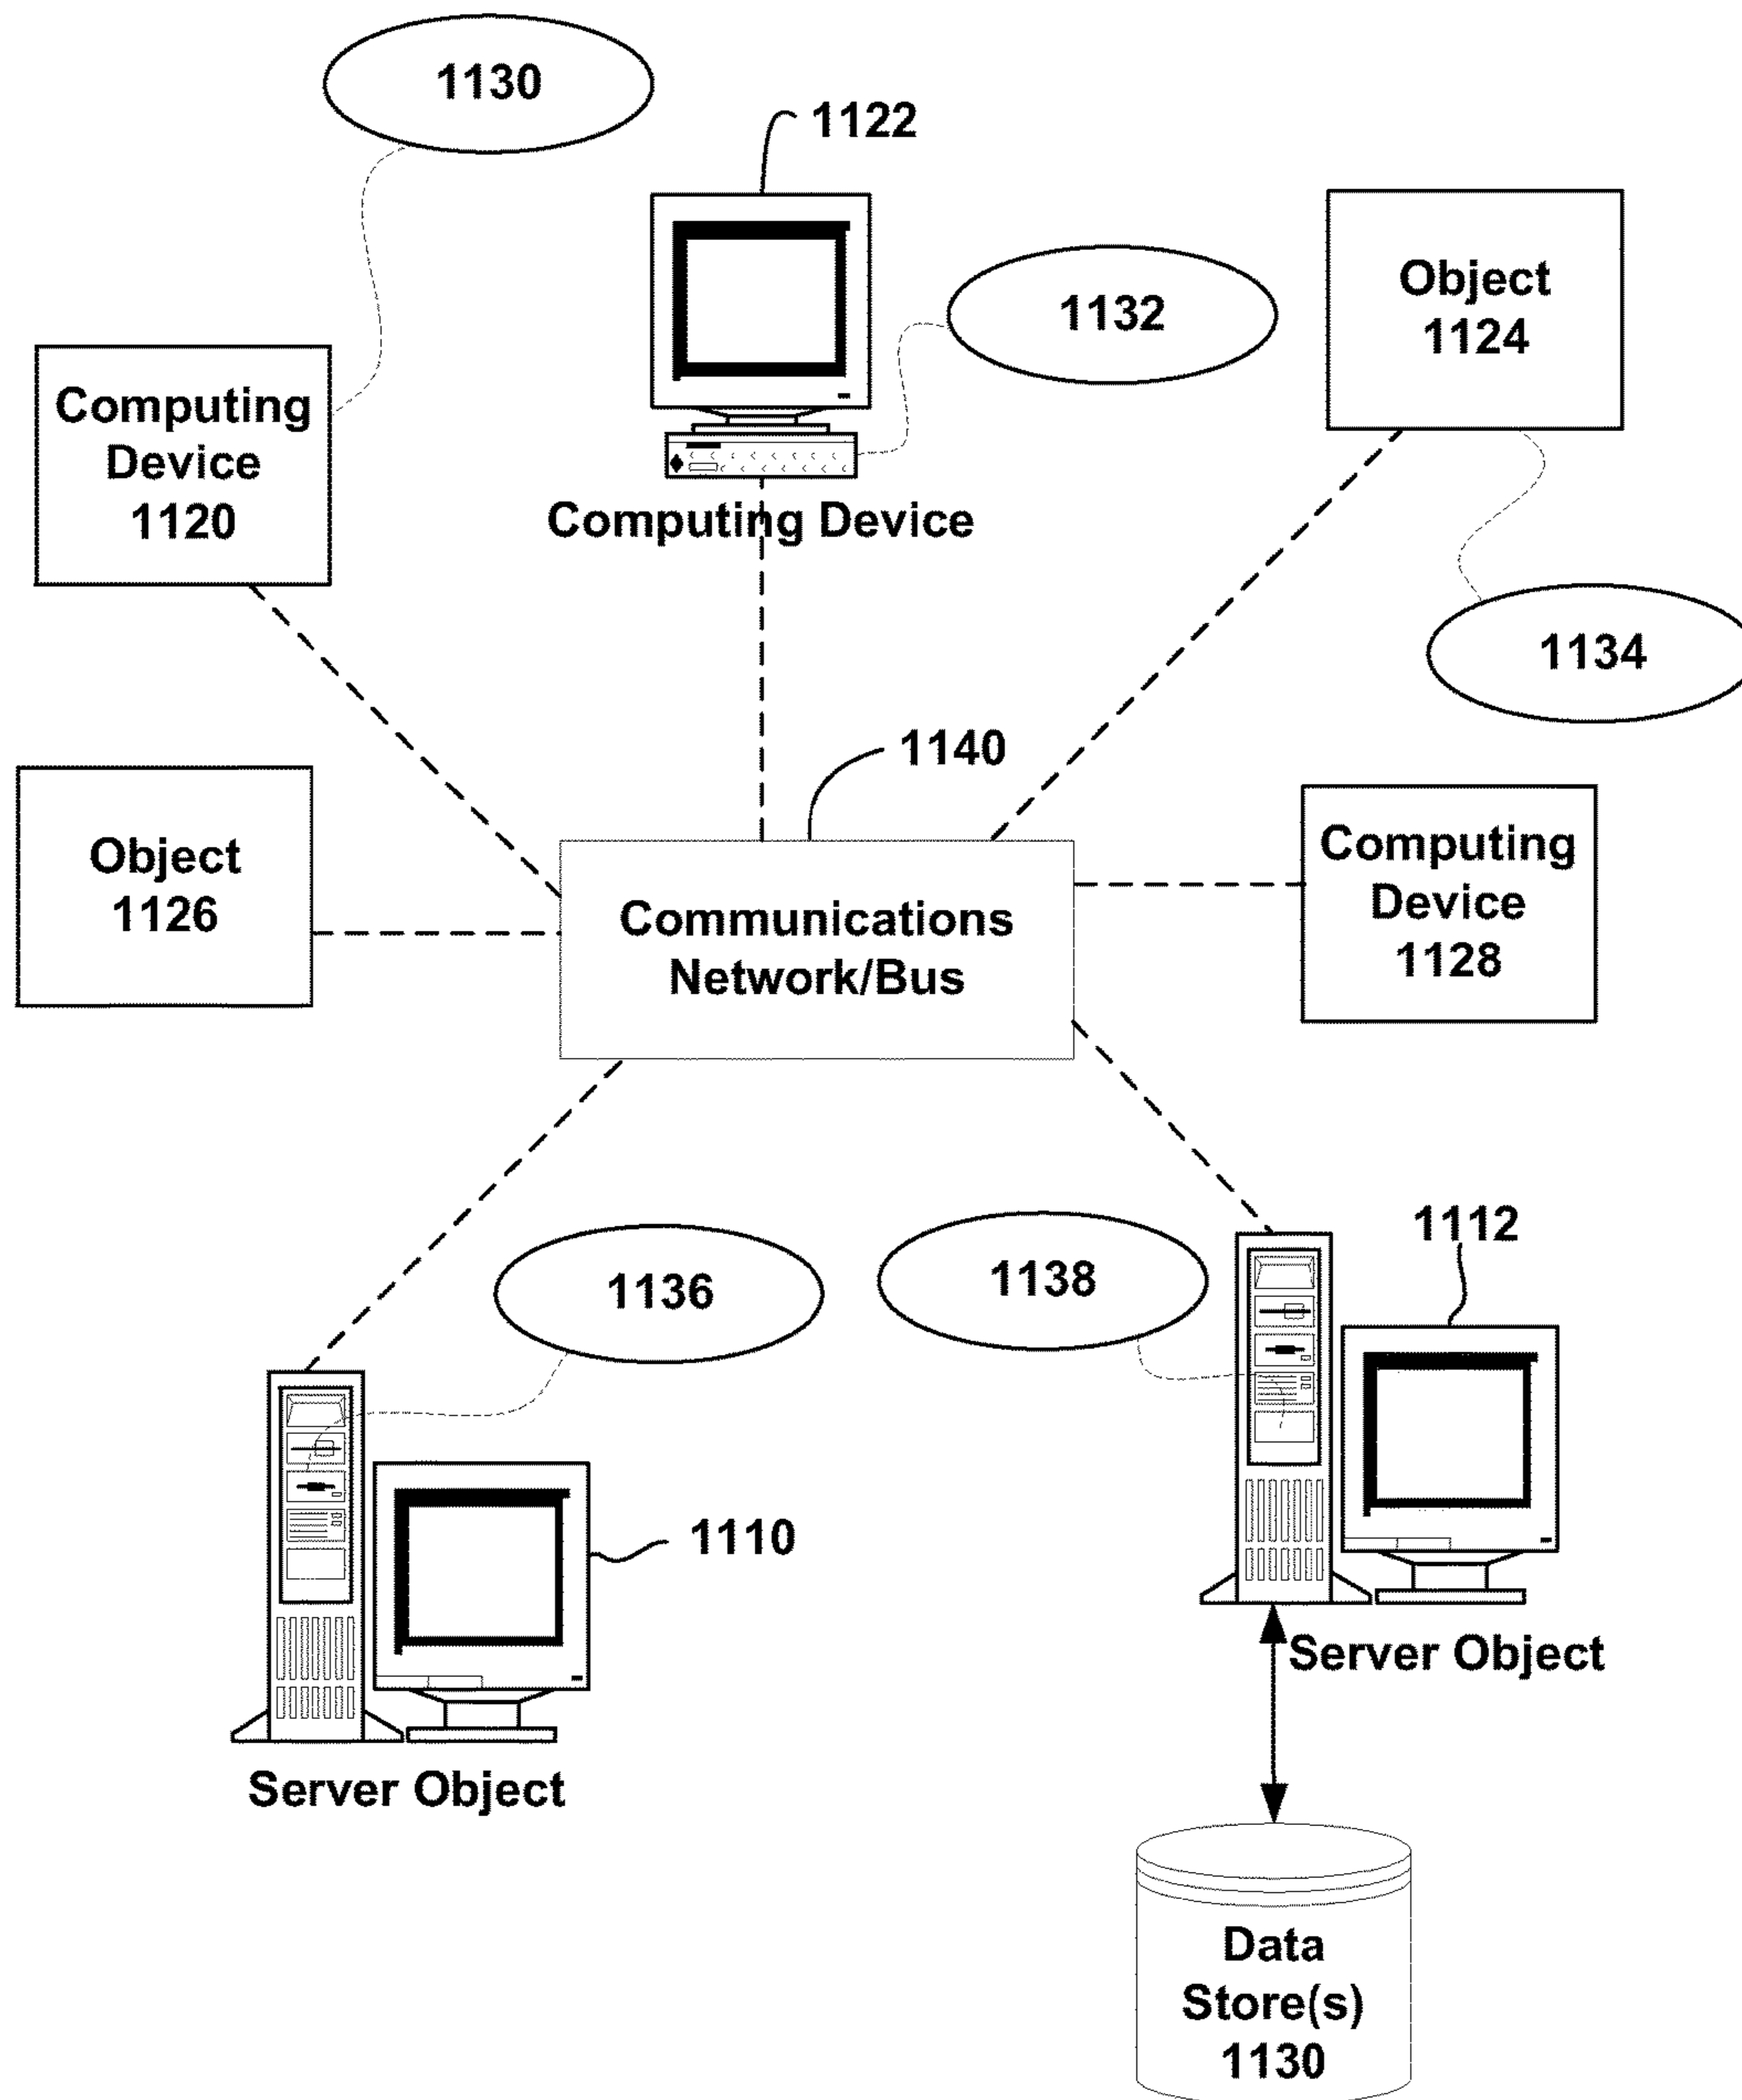 1130
1122
Object
1124
1132
Computing
Device
1120
Computing Device
1134
1140
Object
1126
Communications
Network/Bus
Computing
Device
1128
1112
1136
1138
1110
Server Object
Server Object
Data
Store(s)
1130